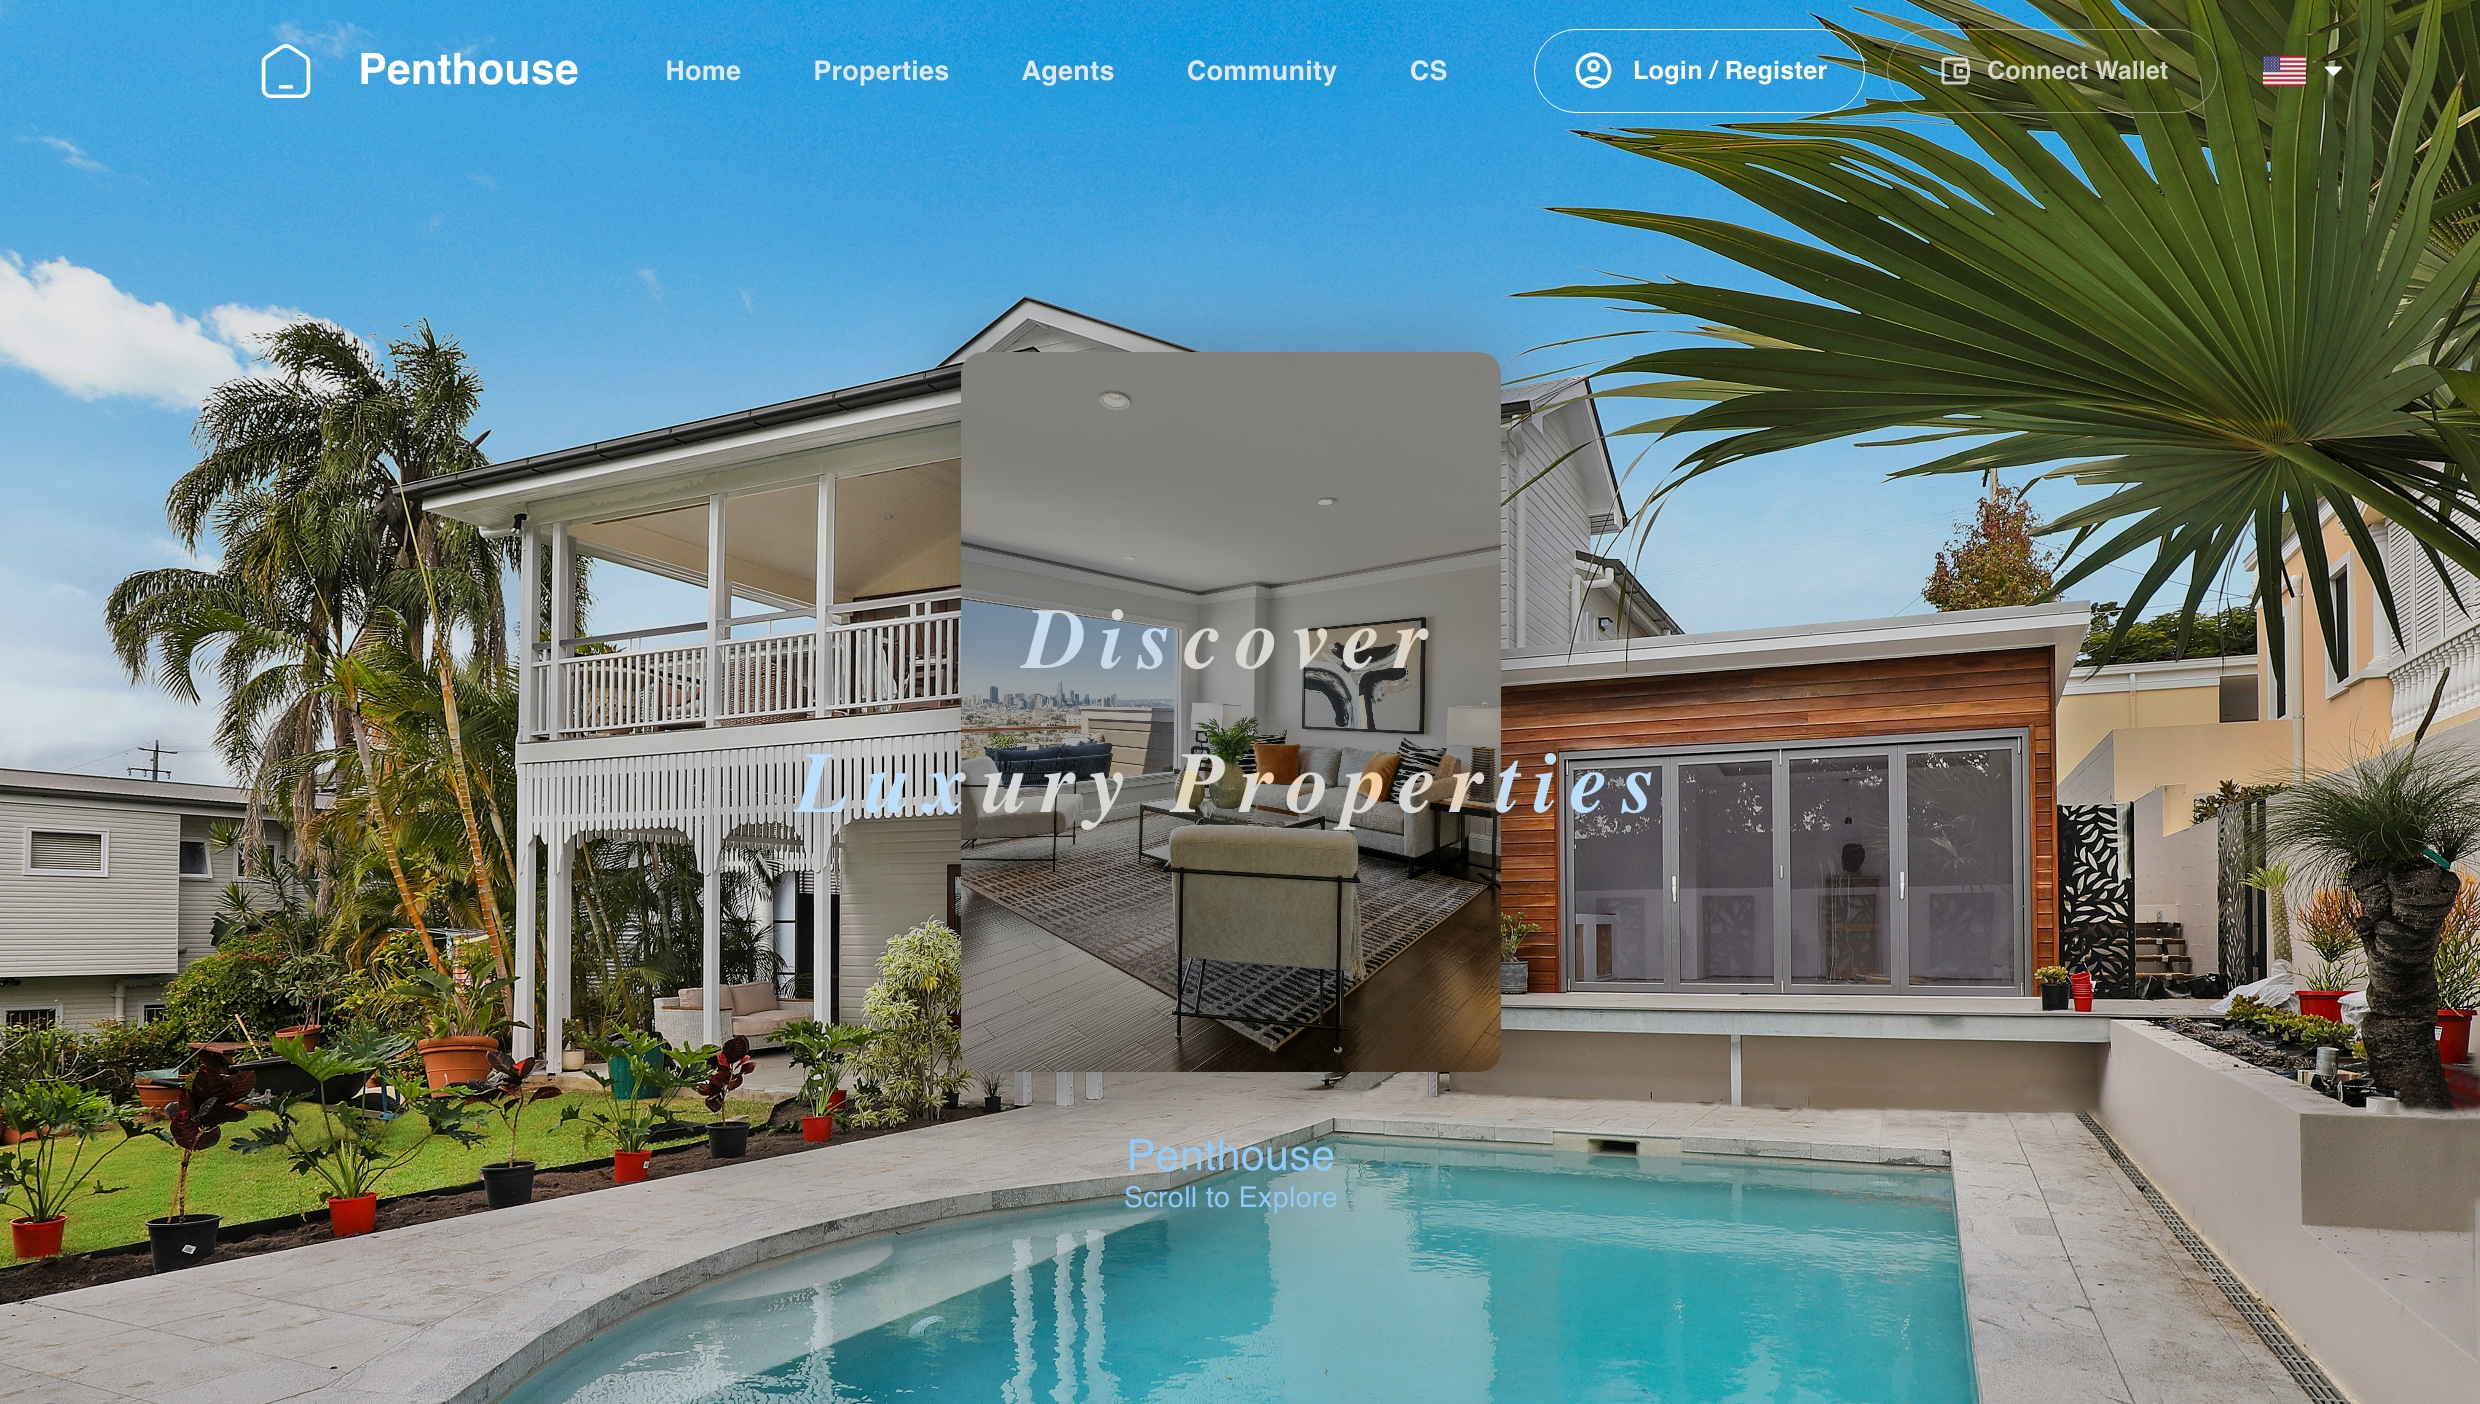 Penthouse
Home
Properties
Agents
Community
CS
Login / Register
Connect Wallet
Discover
Luxury Properties
Penthouse
Scroll to Explore